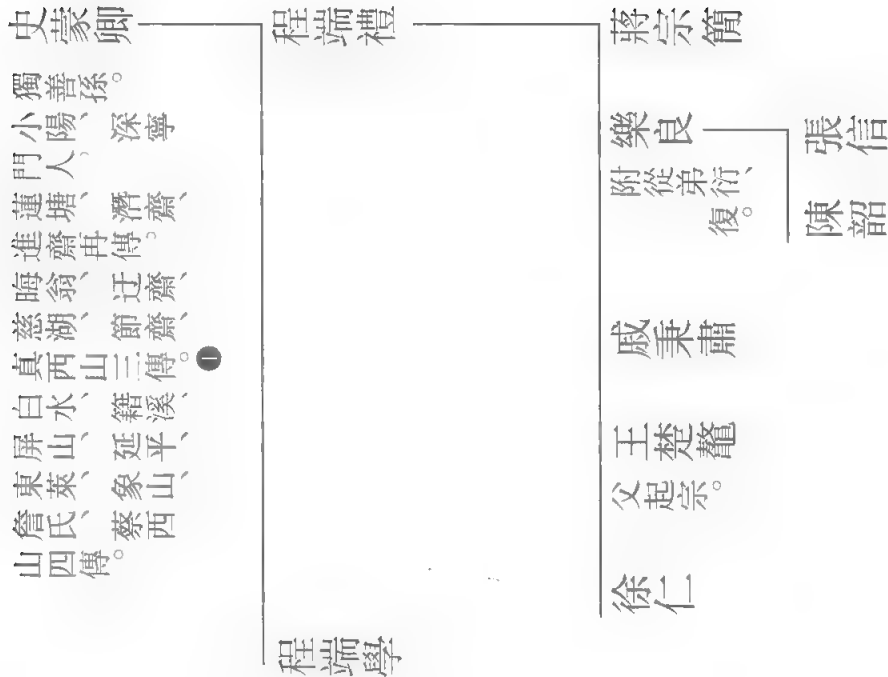 史蒙卿
獨善孫。
小陽、深寧
門人。
蓮塘、潛齋、
進齋再傳。
晦翁、迂齋、
慈湖、節齋、
真西山三傳。❶
白水、籍溪、
屏山、延平、
東萊、象山、
詹氏、蔡西
山四傳。
程端禮
蔣宗簡
樂良
附從弟衍、
復。
張信
陳韶
戚秉肅
王楚鼇
父起宗。
徐仁
程端學